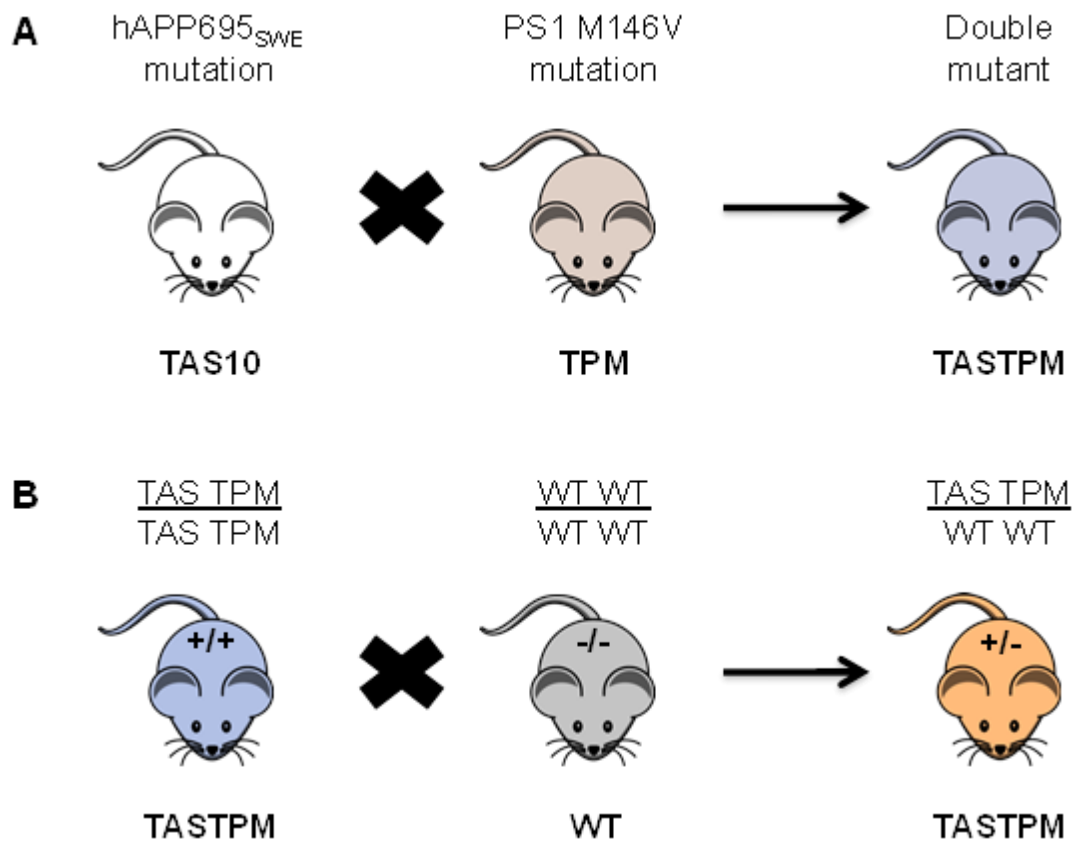 A
hAPP695SWE
mutation
PS1 M146V
mutation
Double
mutant
TAS10
TPM
TASTPM
B
TAS TPM
TAS TPM
WT WT
WT WT
TAS TPM
WT WT
+/+
-/-
+/-
TASTPM
WT
TASTPM